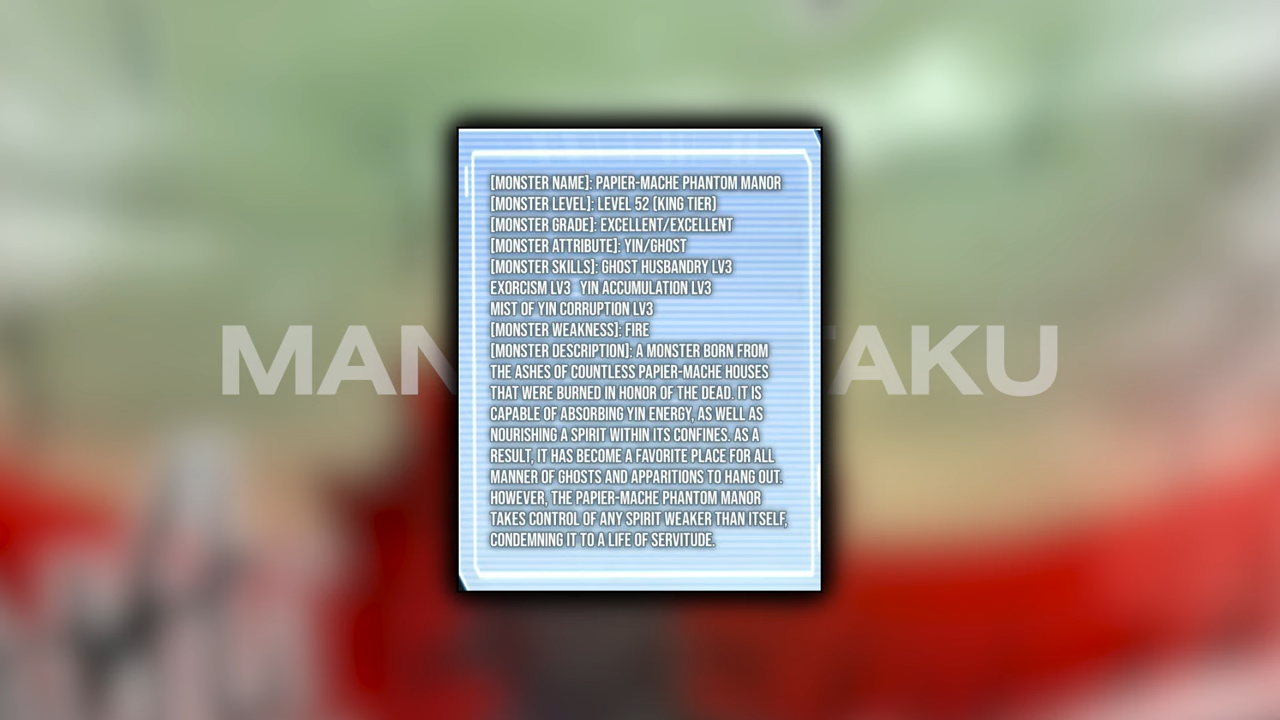 [MONSTER NAME]: PAPIER-MACHE PHANTOM MANOR
[MONSTER LEVEL]: LEVEL 52 (KING TIER)
[MONSTER GRADE]: EXCELLENT/EXCELLENT
[MONSTER ATTRIBUTE]: YIN/GHOST
[MONSTER SKILLS]: GHOST HUSBANDRY LV3
EXORCISM LV3 YIN ACCUMULATION LV3
MIST OF YIN CORRUPTION LV3
[MONSTER WEAKNESS]: FIRE
[MONSTER DESCRIPTION]: A MONSTER BORN FROM
THE ASHES OF COUNTLESS PAPIER-MACHE HOUSES
THAT WERE BURNED IN HONOR OF THE DEAD. IT IS
CAPABLE OF ABSORBING YIN ENERGY, AS WELL AS
NOURISHING A SPIRIT WITHIN ITS CONFINES. AS A
RESULT, IT HAS BECOME A FAVORITE PLACE FOR ALL
MANNER OF GHOSTS AND APPARITIONS TO HANG OUT.
HOWEVER, THE PAPIER-MACHE PHANTOM MANOR
TAKES CONTROL OF ANY SPIRIT WEAKER THAN ITSELF,
CONDEMNING IT TO A LIFE OF SERVITUDE.